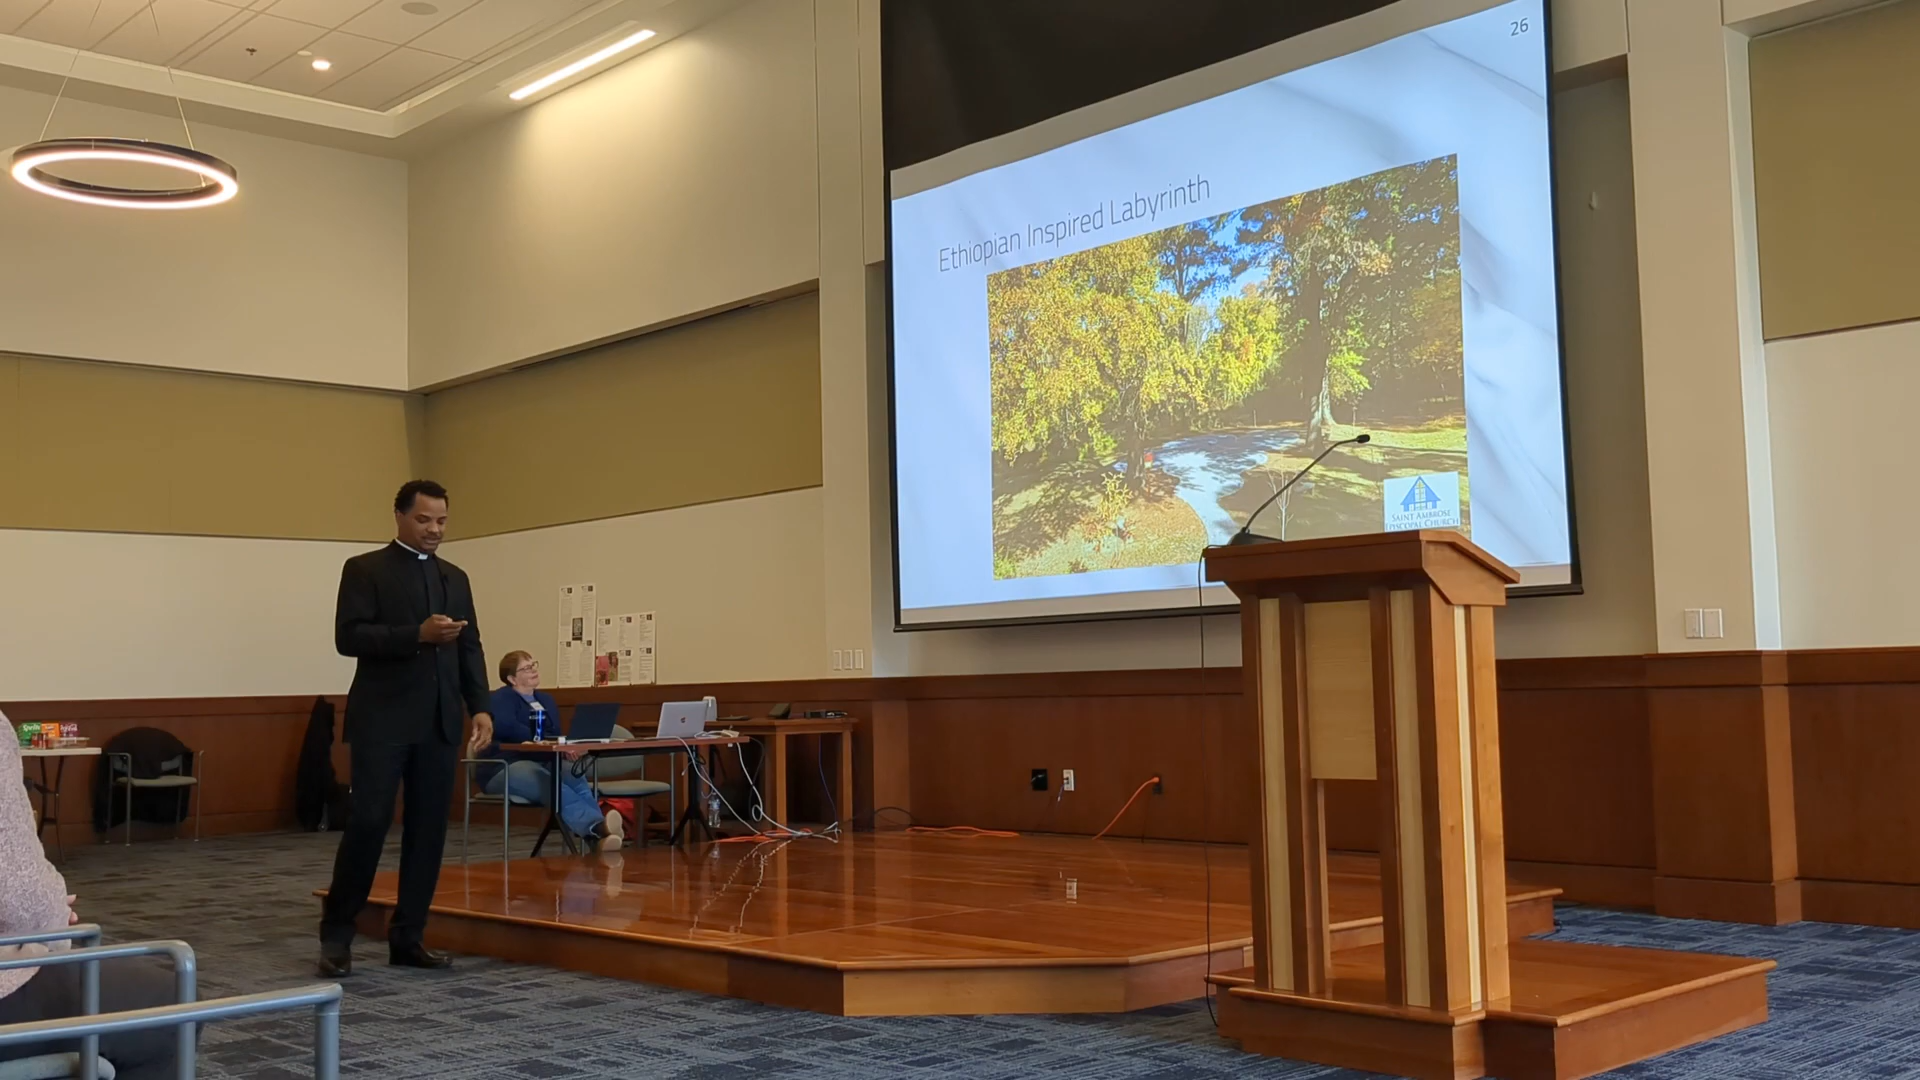 26
Ethiopian Inspired Labyrinth
SAINT AMBROSE
EPISCOPAL CHURCH